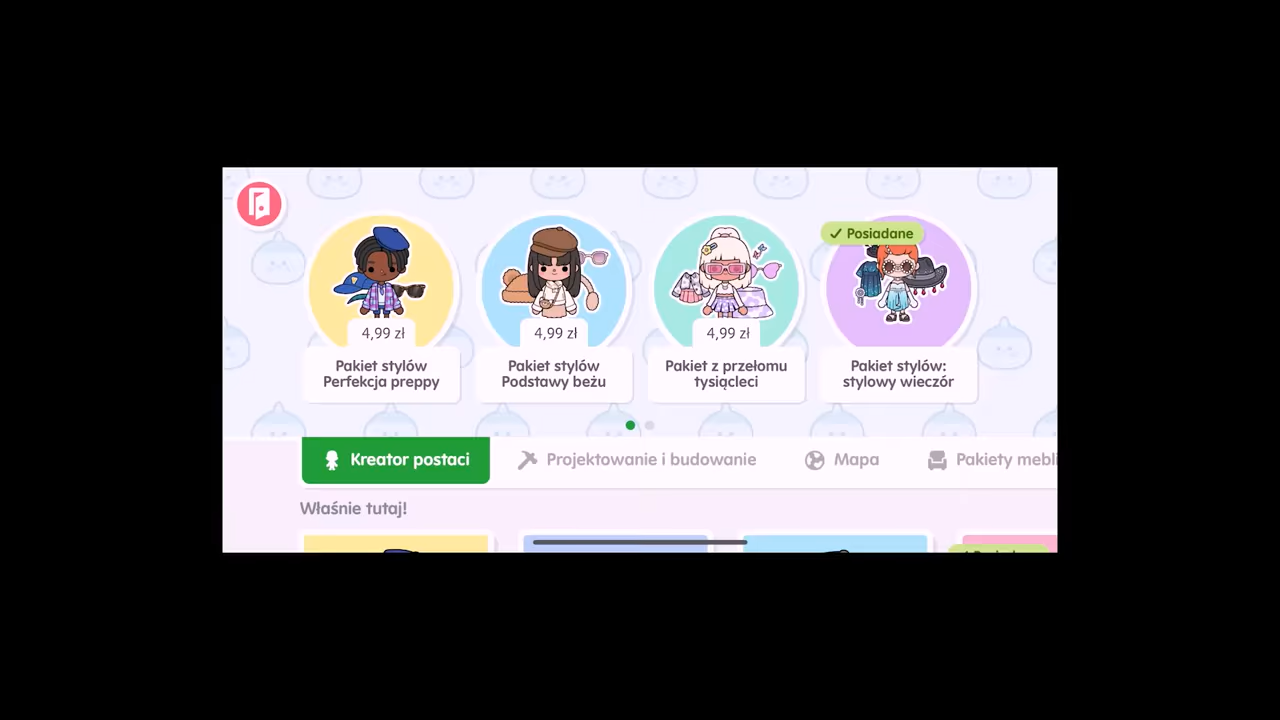 Posiadane
4,99 zł
4,99 zł
4,99 zł
Pakiet stylów
Perfekcja preppy
Pakiet stylów
Podstawy beżu
Pakiet z przełomu
tysiącleci
Pakiet stylów:
stylowy wieczór
Kreator postaci
Projektowanie i budowanie
Mapa
Pakiety mebli
Właśnie tutaj!